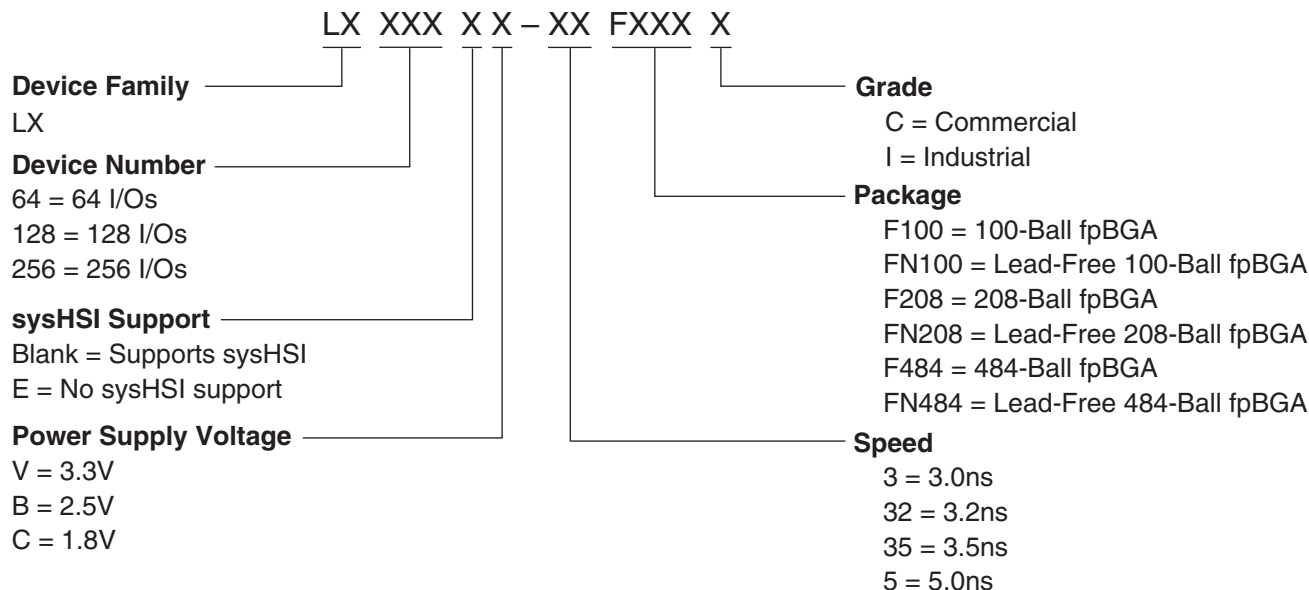 LX XXX X X – XX FXXX X
Device Family
LX
Device Number
64 = 64 I/Os
128 = 128 I/Os
256 = 256 I/Os
sysHSI Support
Blank = Supports sysHSI
E = No sysHSI support
Power Supply Voltage
V = 3.3V
B = 2.5V
C = 1.8V
Grade
C = Commercial
I = Industrial
Package
F100 = 100-Ball fpBGA
FN100 = Lead-Free 100-Ball fpBGA
F208 = 208-Ball fpBGA
FN208 = Lead-Free 208-Ball fpBGA
F484 = 484-Ball fpBGA
FN484 = Lead-Free 484-Ball fpBGA
Speed
3 = 3.0ns
32 = 3.2ns
35 = 3.5ns
5 = 5.0ns